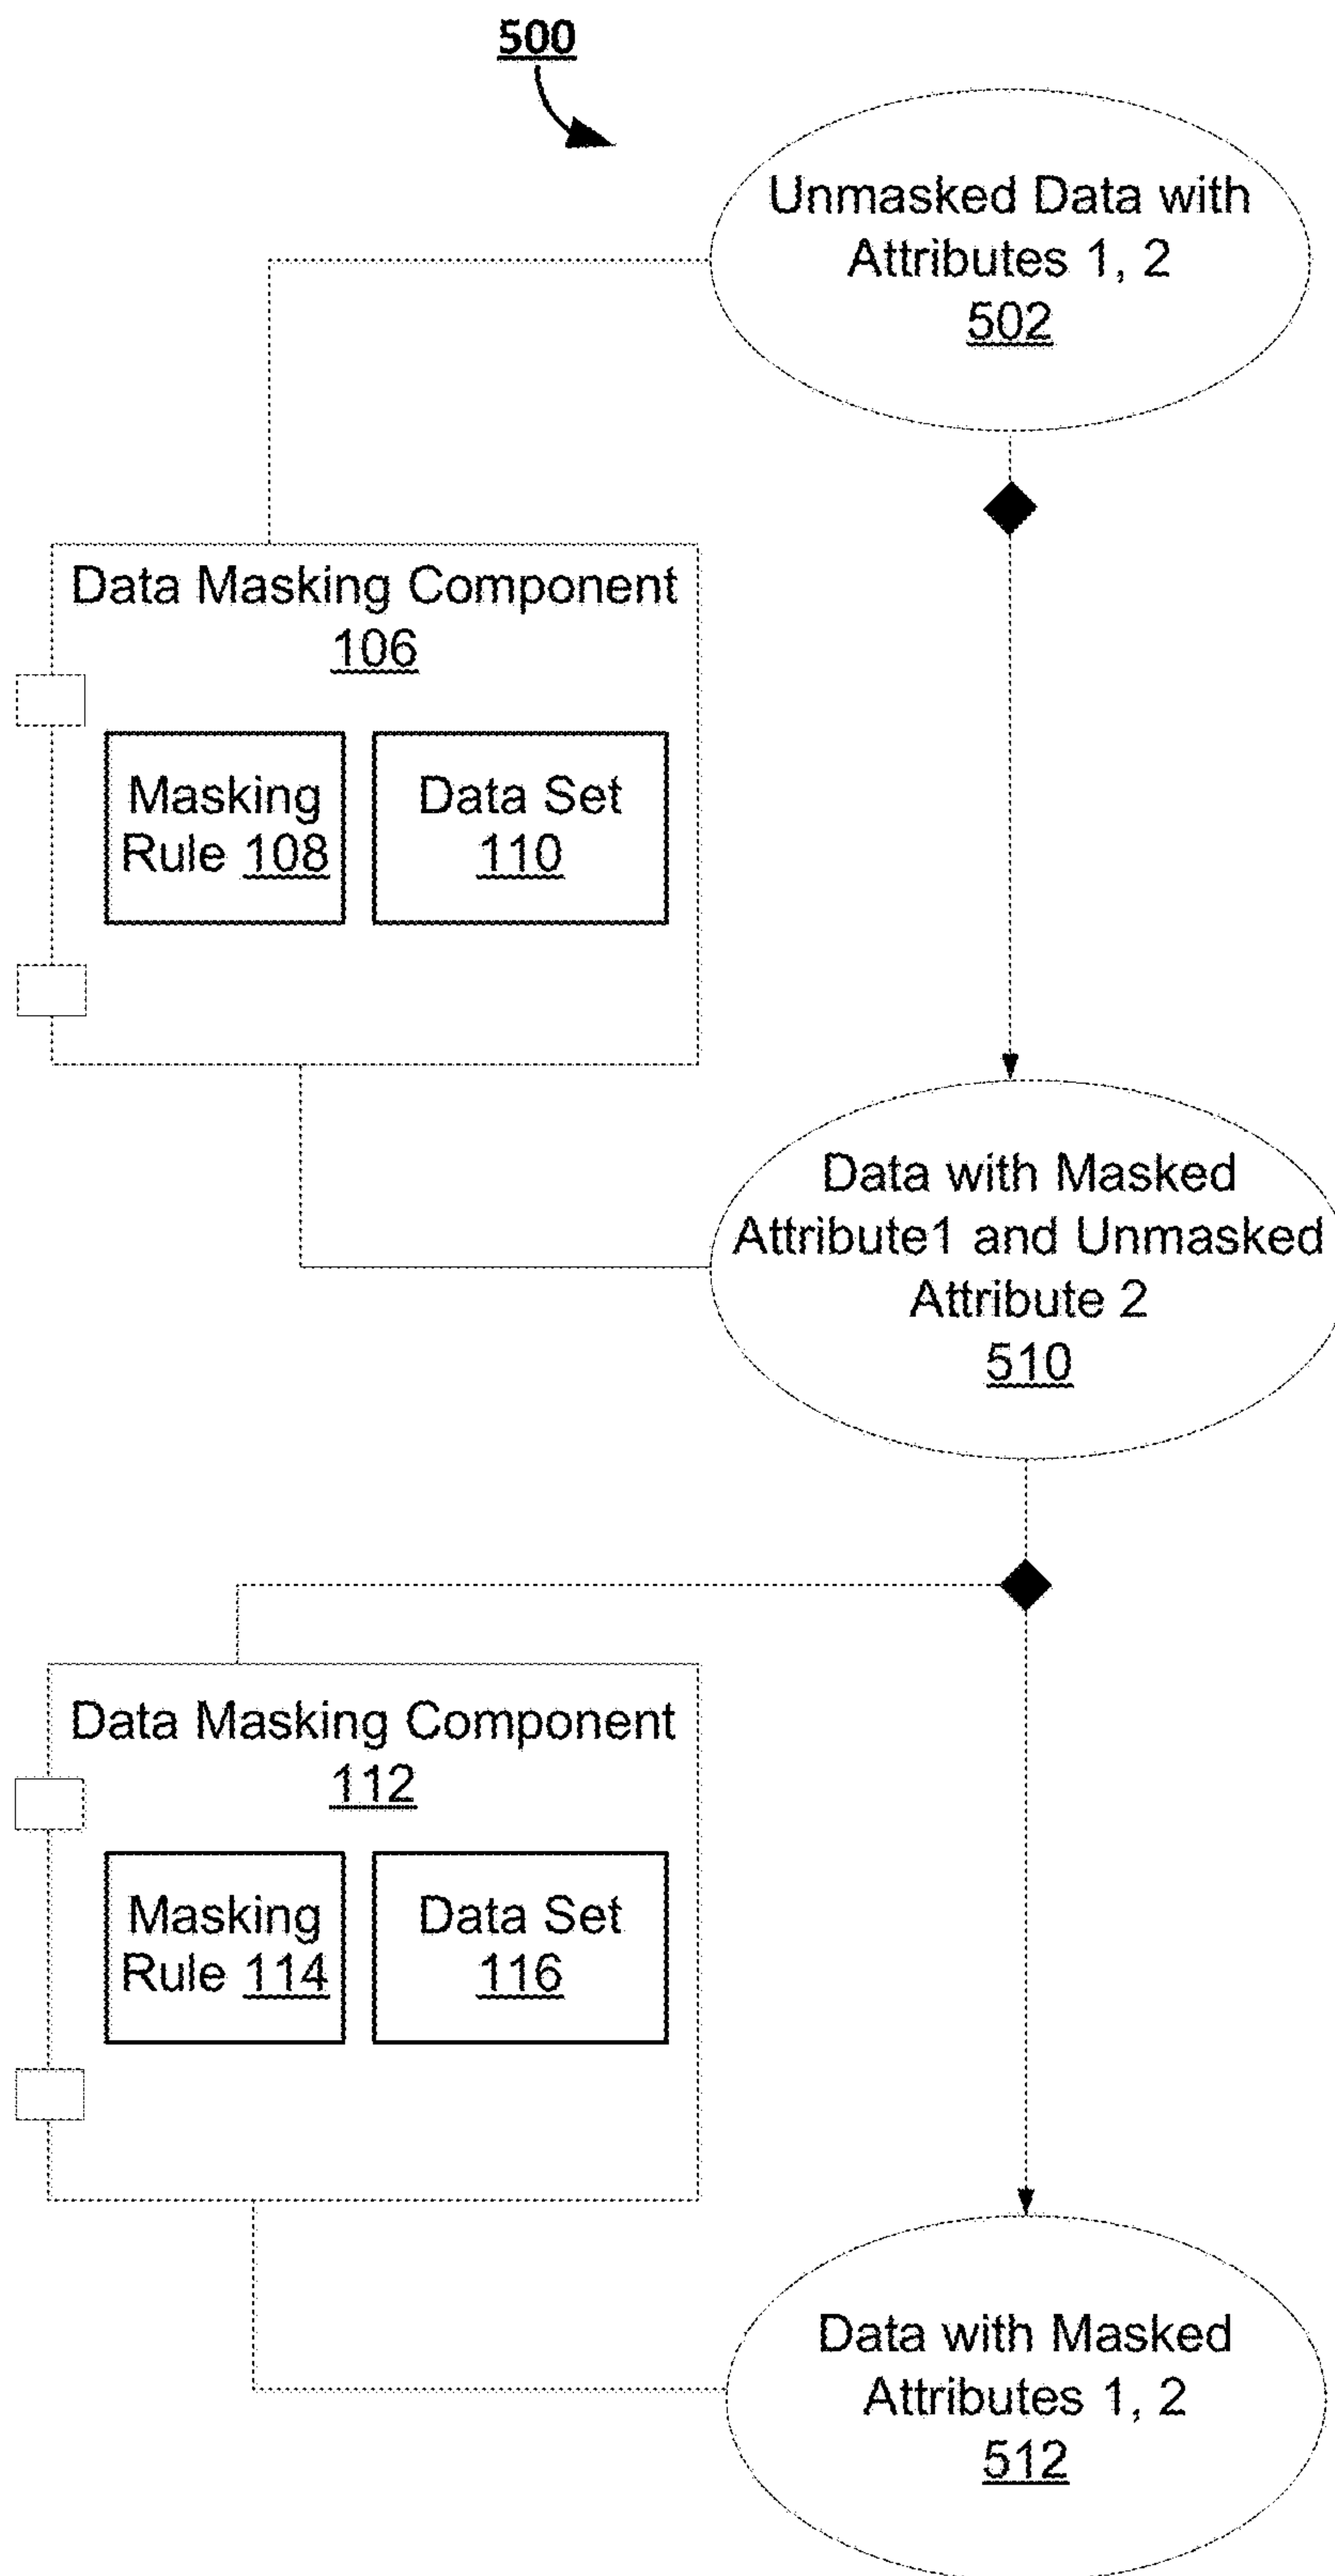 500
Unmasked Data with
Attributes 1, 2
502
Data Masking Component
106
Masking
Rule 108
Data Set
110
Data with Masked
Attribute1 and Unmasked
Attribute 2
510
Data Masking Component
112
Masking
Rule 114
Data Set
116
Data with Masked
Attributes 1, 2
512